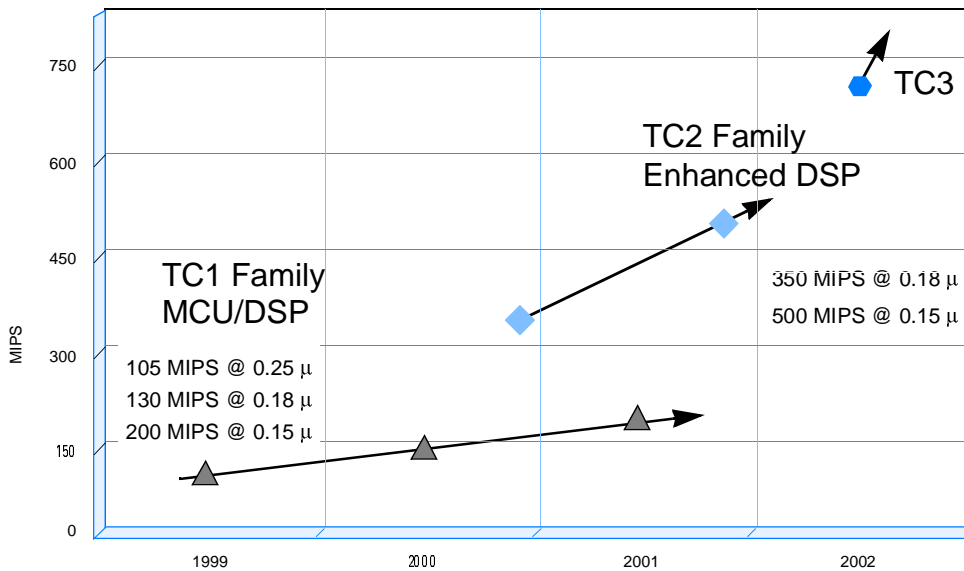 750
TC3
TC2 Family
Enhanced DSP
600
450
TC1 Family
MCU/DSP
350 MIPS @ 0.18 μ
500 MIPS @ 0.15 μ
MIPS
300
105 MIPS @ 0.25 μ
130 MIPS @ 0.18 μ
200 MIPS @ 0.15 μ
150
0
1999
2000
2001
2002